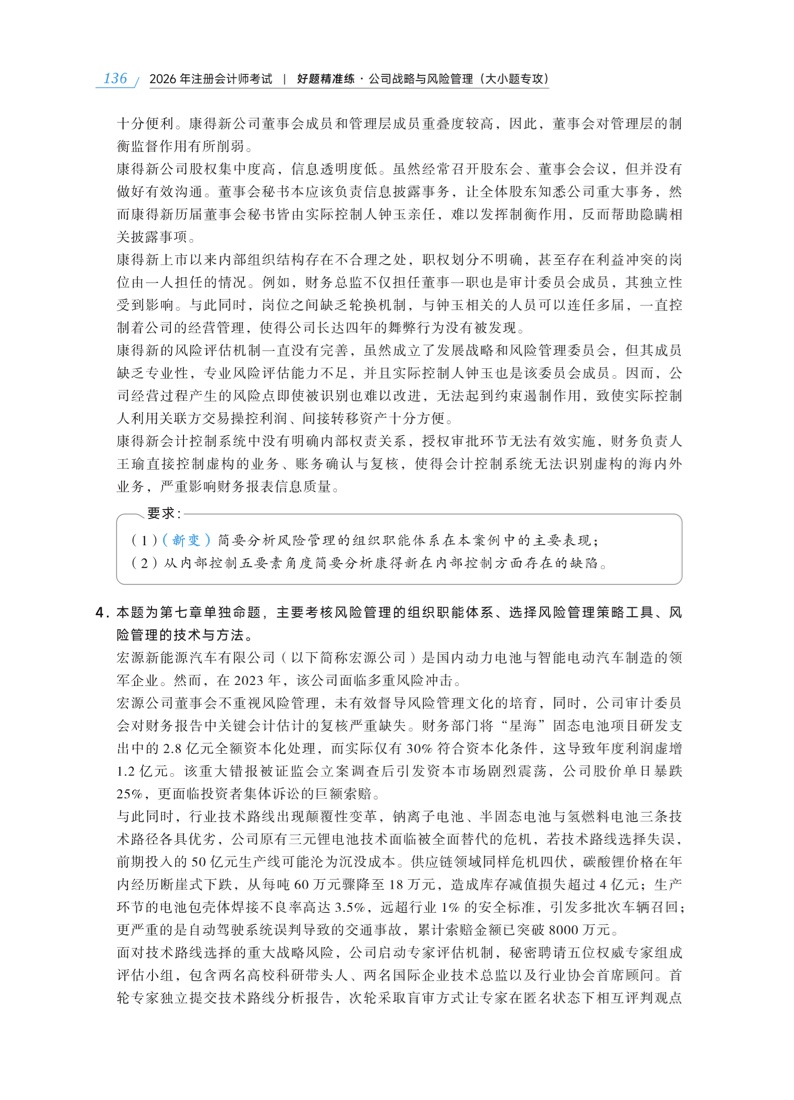 136 2026 年注册会计师考试 | 好题精准练·公司战略与风险管理（大小题专攻）
十分便利。康得新公司董事会成员和管理层成员重叠度较高，因此，董事会对管理层的制
衡监督作用有所削弱。
康得新公司股权集中度高，信息透明度低。虽然经常召开股东会、董事会会议，但并没有
做好有效沟通。董事会秘书本应该负责信息披露事务，让全体股东知悉公司重大事务，然
而康得新历届董事会秘书皆由实际控制人钟玉亲任，难以发挥制衡作用，反而帮助隐瞒相
关披露事项。
康得新上市以来内部组织结构存在不合理之处，职权划分不明确，甚至存在利益冲突的岗
位由一人担任的情况。例如，财务总监不仅担任董事一职也是审计委员会成员，其独立性
受到影响。与此同时，岗位之间缺乏轮换机制，与钟玉相关的人员可以连任多届，一直控
制着公司的经营管理，使得公司长达四年的舞弊行为没有被发现。
康得新的风险评估机制一直没有完善，虽然成立了发展战略和风险管理委员会，但其成员
缺乏专业性，专业风险评估能力不足，并且实际控制人钟玉也是该委员会成员。因而，公
司经营过程产生的风险点即使被识别也难以改进，无法起到约束遏制作用，致使实际控制
人利用关联方交易操控利润、间接转移资产十分方便。
康得新会计控制系统中没有明确内部权责关系，授权审批环节无法有效实施，财务负责人
王瑜直接控制虚构的业务、账务确认与复核，使得会计控制系统无法识别虚构的海内外
业务，严重影响财务报表信息质量。
要求：
（1）（新变）简要分析风险管理的组织职能体系在本案例中的主要表现；
（2）从内部控制五要素角度简要分析康得新在内部控制方面存在的缺陷。
4. 本题为第七章单独命题，主要考核风险管理的组织职能体系、选择风险管理策略工具、风
险管理的技术与方法。
宏源新能源汽车有限公司（以下简称宏源公司）是国内动力电池与智能电动汽车制造的领
军企业。然而，在 2023 年，该公司面临多重风险冲击。
宏源公司董事会不重视风险管理，未有效督导风险管理文化的培育，同时，公司审计委员
会对财务报告中关键会计估计的复核严重缺失。财务部门将“星海”固态电池项目研发支
出中的 2.8 亿元全额资本化处理，而实际仅有 30% 符合资本化条件，这导致年度利润虚增
1.2 亿元。该重大错报被证监会立案调查后引发资本市场剧烈震荡，公司股价单日暴跌
25%，更面临投资者集体诉讼的巨额索赔。
与此同时，行业技术路线出现颠覆性变革，钠离子电池、半固态电池与氢燃料电池三条技
术路径各具优劣，公司原有三元锂电池技术面临被全面替代的危机，若技术路线选择失误，
前期投入的 50 亿元生产线可能沦为沉没成本。供应链领域同样危机四伏，碳酸锂价格在年
内经历断崖式下跌，从每吨 60 万元骤降至 18 万元，造成库存减值损失超过 4 亿元；生产
环节的电池包壳体焊接不良率高达 3.5%，远超行业 1% 的安全标准，引发多批次车辆召回；
更严重的是自动驾驶系统误判导致的交通事故，累计索赔金额已突破 8000 万元。
面对技术路线选择的重大战略风险，公司启动专家评估机制，秘密聘请五位权威专家组成
评估小组，包含两名高校科研带头人、两名国际企业技术总监以及行业协会首席顾问。首
轮专家独立提交技术路线分析报告，次轮采取盲审方式让专家在匿名状态下相互评判观点